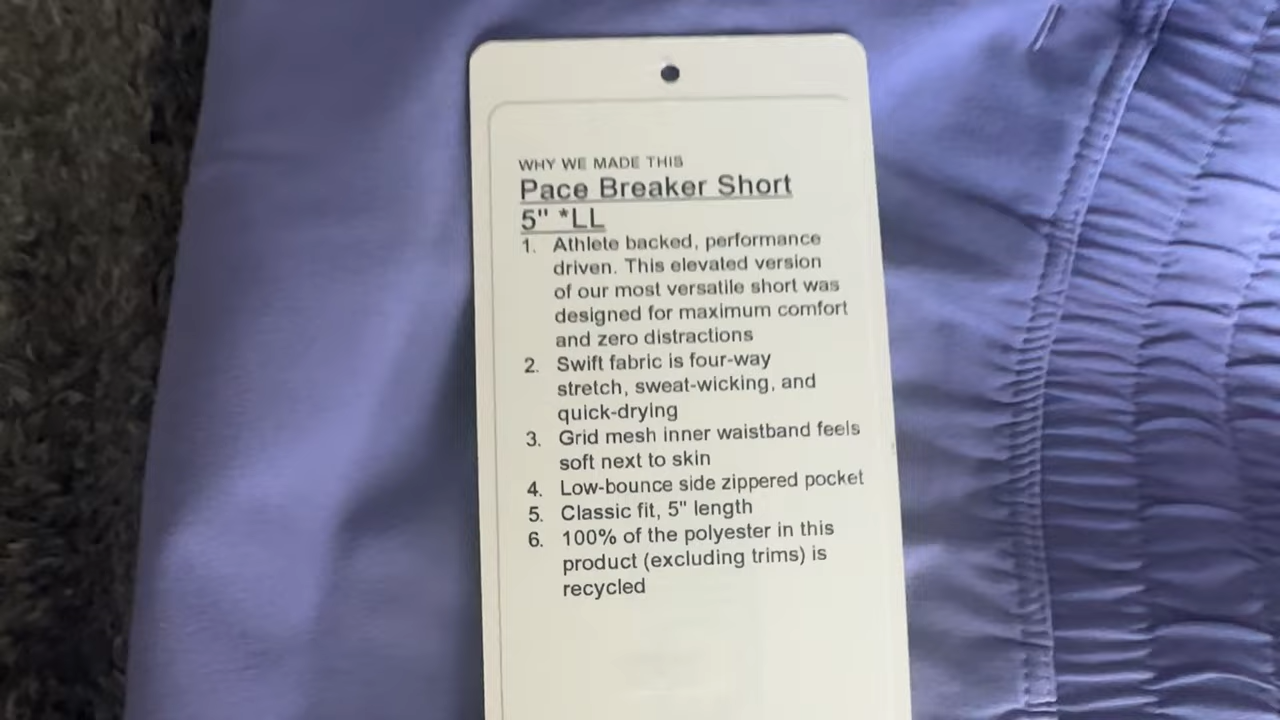 WHY WE MADE THIS
Pace Breaker Short
5" *LL
1. Athlete backed, performance
driven. This elevated version
of our most versatile short was
designed for maximum comfort
and zero distractions
2. Swift fabric is four-way
stretch, sweat-wicking, and
quick-drying
3. Grid mesh inner waistband feels
soft next to skin
4. Low-bounce side zippered pocket
5. Classic fit, 5" length
6. 100% of the polyester in this
product (excluding trims) is
recycled